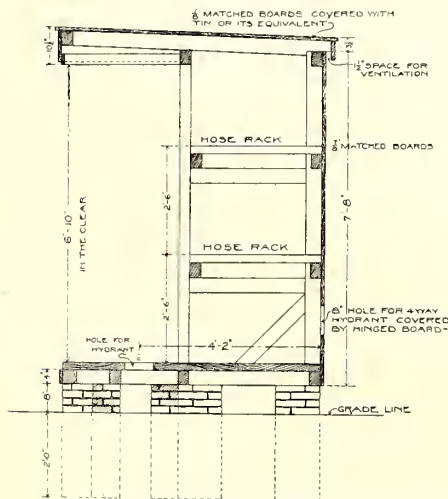 ⅞" MATCHED BOARDS COVERED WITH
TIN OR ITS EQUIVALENT
1½" SPACE FOR
VENTILATION
HOSE RACK
⅞" MATCHED BOARDS
6'-10"
IN THE CLEAR
2'-6"
7'-8"
HOSE RACK
2'-6"
8" HOLE FOR 4 WAY
HYDRANT COVERED
BY HINGED BOARD-
4'-2"
HOLE FOR
HYDRANT
GRADE LINE
2'-0"